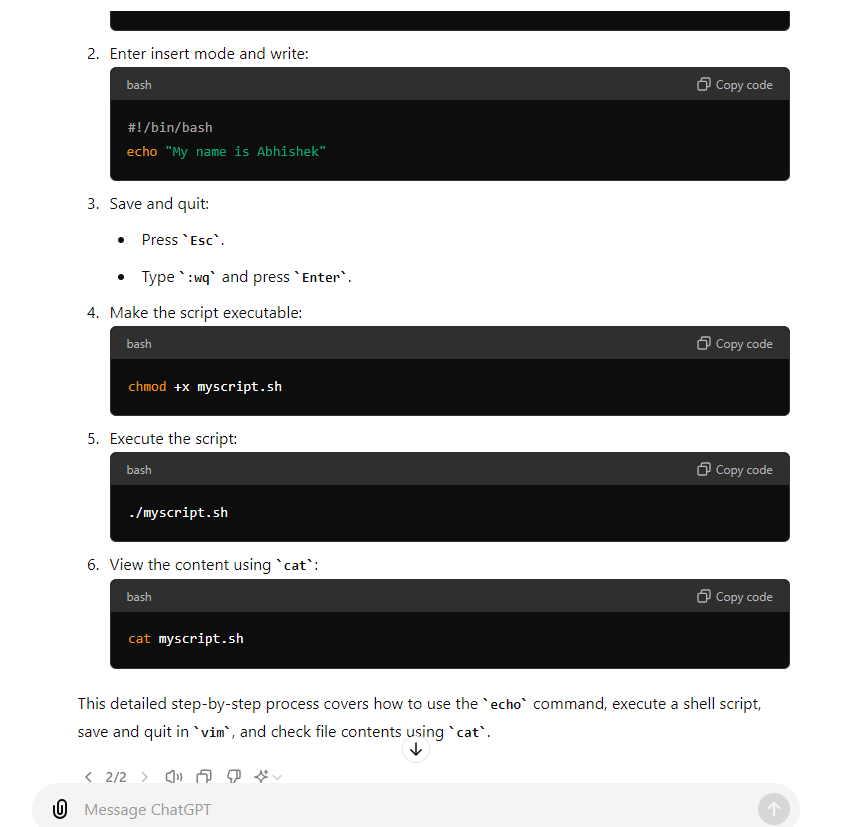 2. Enter insert mode and write:
bash Copy code
#!/bin/bash
echo "My name is Abhishek"
3. Save and quit:
• Press `Esc`.
• Type `:wq` and press `Enter`.
4. Make the script executable:
bash Copy code
chmod +x myscript.sh
5. Execute the script:
bash Copy code
./myscript.sh
6. View the content using `cat`:
bash Copy code
cat myscript.sh
This detailed step-by-step process covers how to use the `echo` command, execute a shell script,
save and quit in `vim`, and check file contents using `cat`.
2/2
Message ChatGPT